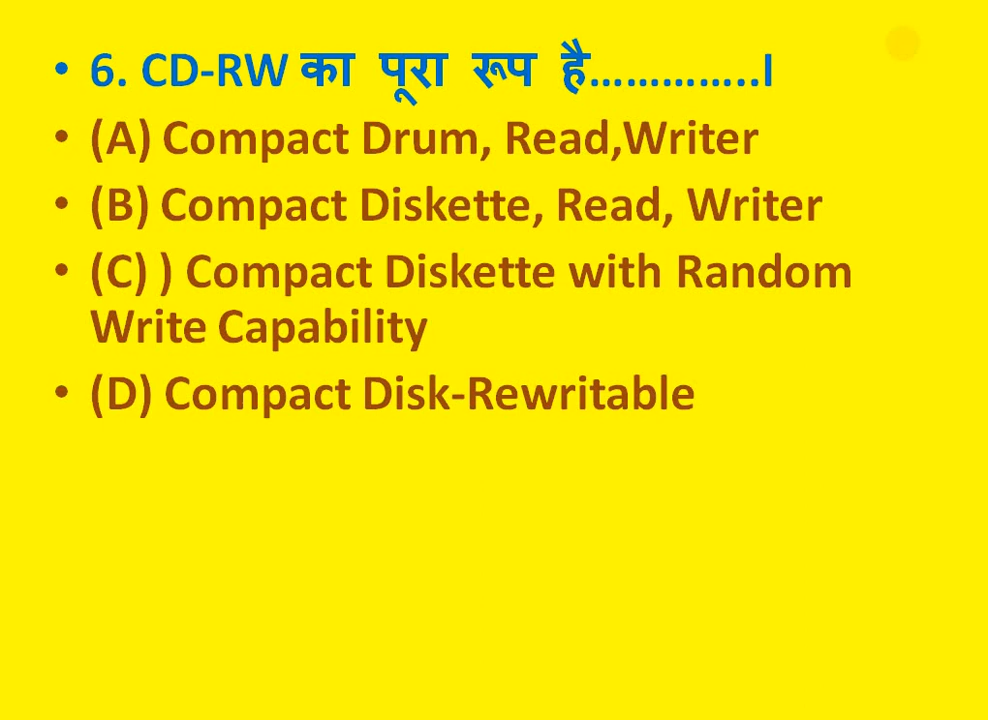 • 6. CD-RW का पूरा रूप है…………..I
• (A) Compact Drum, Read,Writer
• (B) Compact Diskette, Read, Writer
• (C) ) Compact Diskette with Random
Write Capability
• (D) Compact Disk-Rewritable